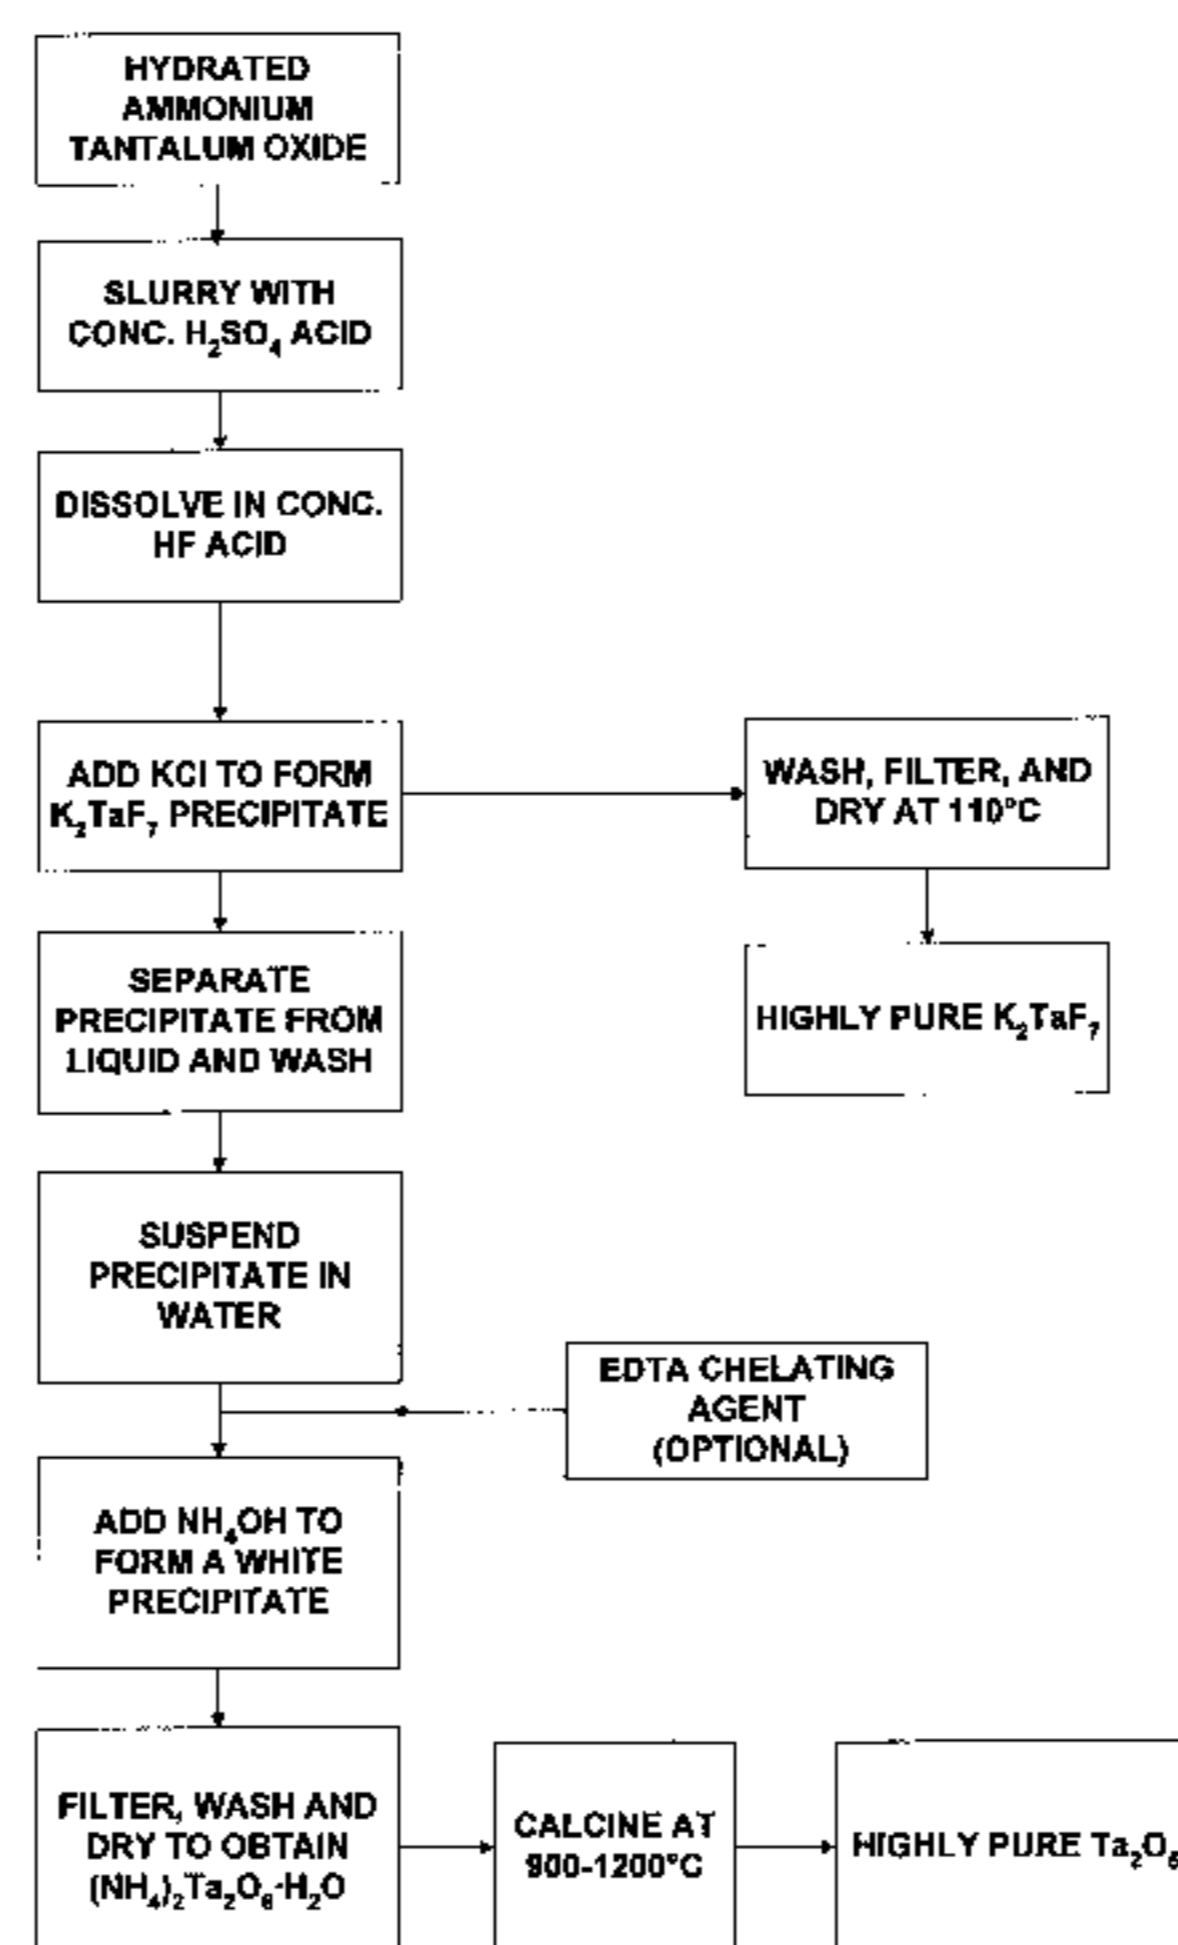 HYDRATED
AMMONIUM
TANTALUM OXIDE
SLURRY WITH
CONC. H₂SO₄ ACID
DISSOLVE IN CONC.
HF ACID
ADD KCl TO FORM
K₂TaF₇ PRECIPITATE
WASH, FILTER, AND
DRY AT 110°C
SEPARATE
PRECIPITATE FROM
LIQUID AND WASH
HIGHLY PURE K₂TaF₇
SUSPEND
PRECIPITATE IN
WATER
EDTA CHELATING
AGENT
(OPTIONAL)
ADD NH₄OH TO
FORM A WHITE
PRECIPITATE
FILTER, WASH AND
DRY TO OBTAIN
(NH₄)₂Ta₂O₆·H₂O
CALCINE AT
900-1200°C
HIGHLY PURE Ta₂O₅